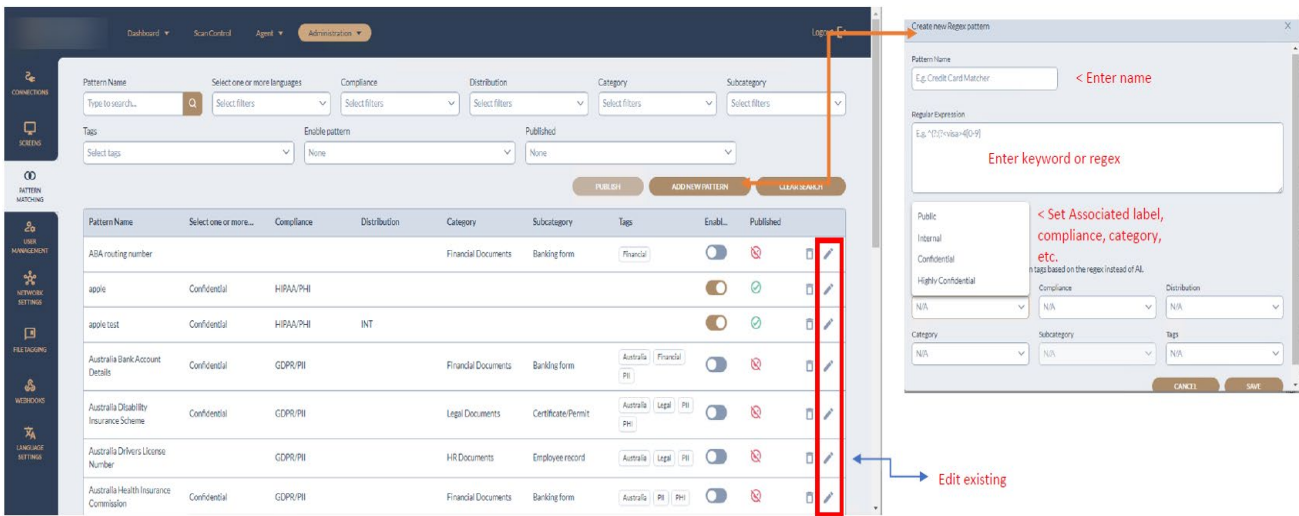 Dashboard Scan Control Agent Administration Logout
CONNECTIONS
SCREENS
PATTERN
MATCHING
USER
MANAGEMENT
NETWORK
SETTINGS
FILE TAGGING
WEBHOOKS
LANGUAGE
SETTINGS
Pattern Name Select one or more languages Compliance Distribution Category Subcategory
Type to search... Select filters Select filters Select filters Select filters Select filters
Tags Enable pattern Published
Select tags None None
PUBLISH ADD NEW PATTERN CLEAR SEARCH
Pattern Name Select one or more... Compliance Distribution Category Subcategory Tags Enabl... Published
ABA routing number Financial Documents Banking form Financial
apple Confidential HIPAA/PHI
apple test Confidential HIPAA/PHI INT
Australia Bank Account
Details Confidential GDPR/PII Financial Documents Banking form Australia Financial
PII
Australia Disability
Insurance Scheme Confidential GDPR/PII Legal Documents Certificate/Permit Australia Legal PII
PHI
Australia Drivers License
Number GDPR/PII HR Documents Employee record Australia Legal PII
Australia Health Insurance
Commission Confidential GDPR/PII Financial Documents Banking form Australia PII PHI
Create new Regex pattern X
Pattern Name
E.g. Credit Card Matcher < Enter name
Regular Expression
Enter keyword or regex
Public
Internal
Confidential
Highly Confidential
< Set Associated label,
compliance, category,
etc.
n tags based on the regex instead of AI.
Compliance Distribution
N/A N/A N/A
Category Subcategory Tags
N/A N/A N/A
CANCEL SAVE
Edit existing